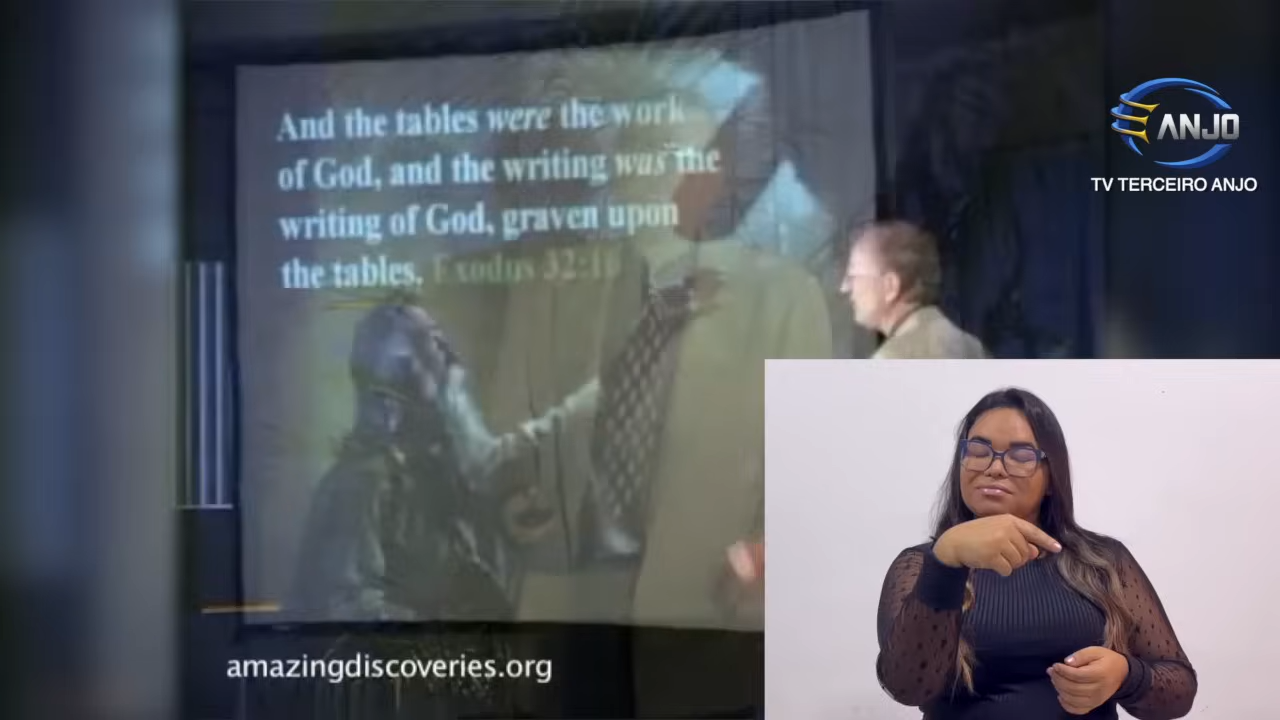 And the tables were the work
of God, and the writing was the
writing of God, graven upon
the tables. Exodus 32:16
ANJO
TV TERCEIRO ANJO
amazingdiscoveries.org